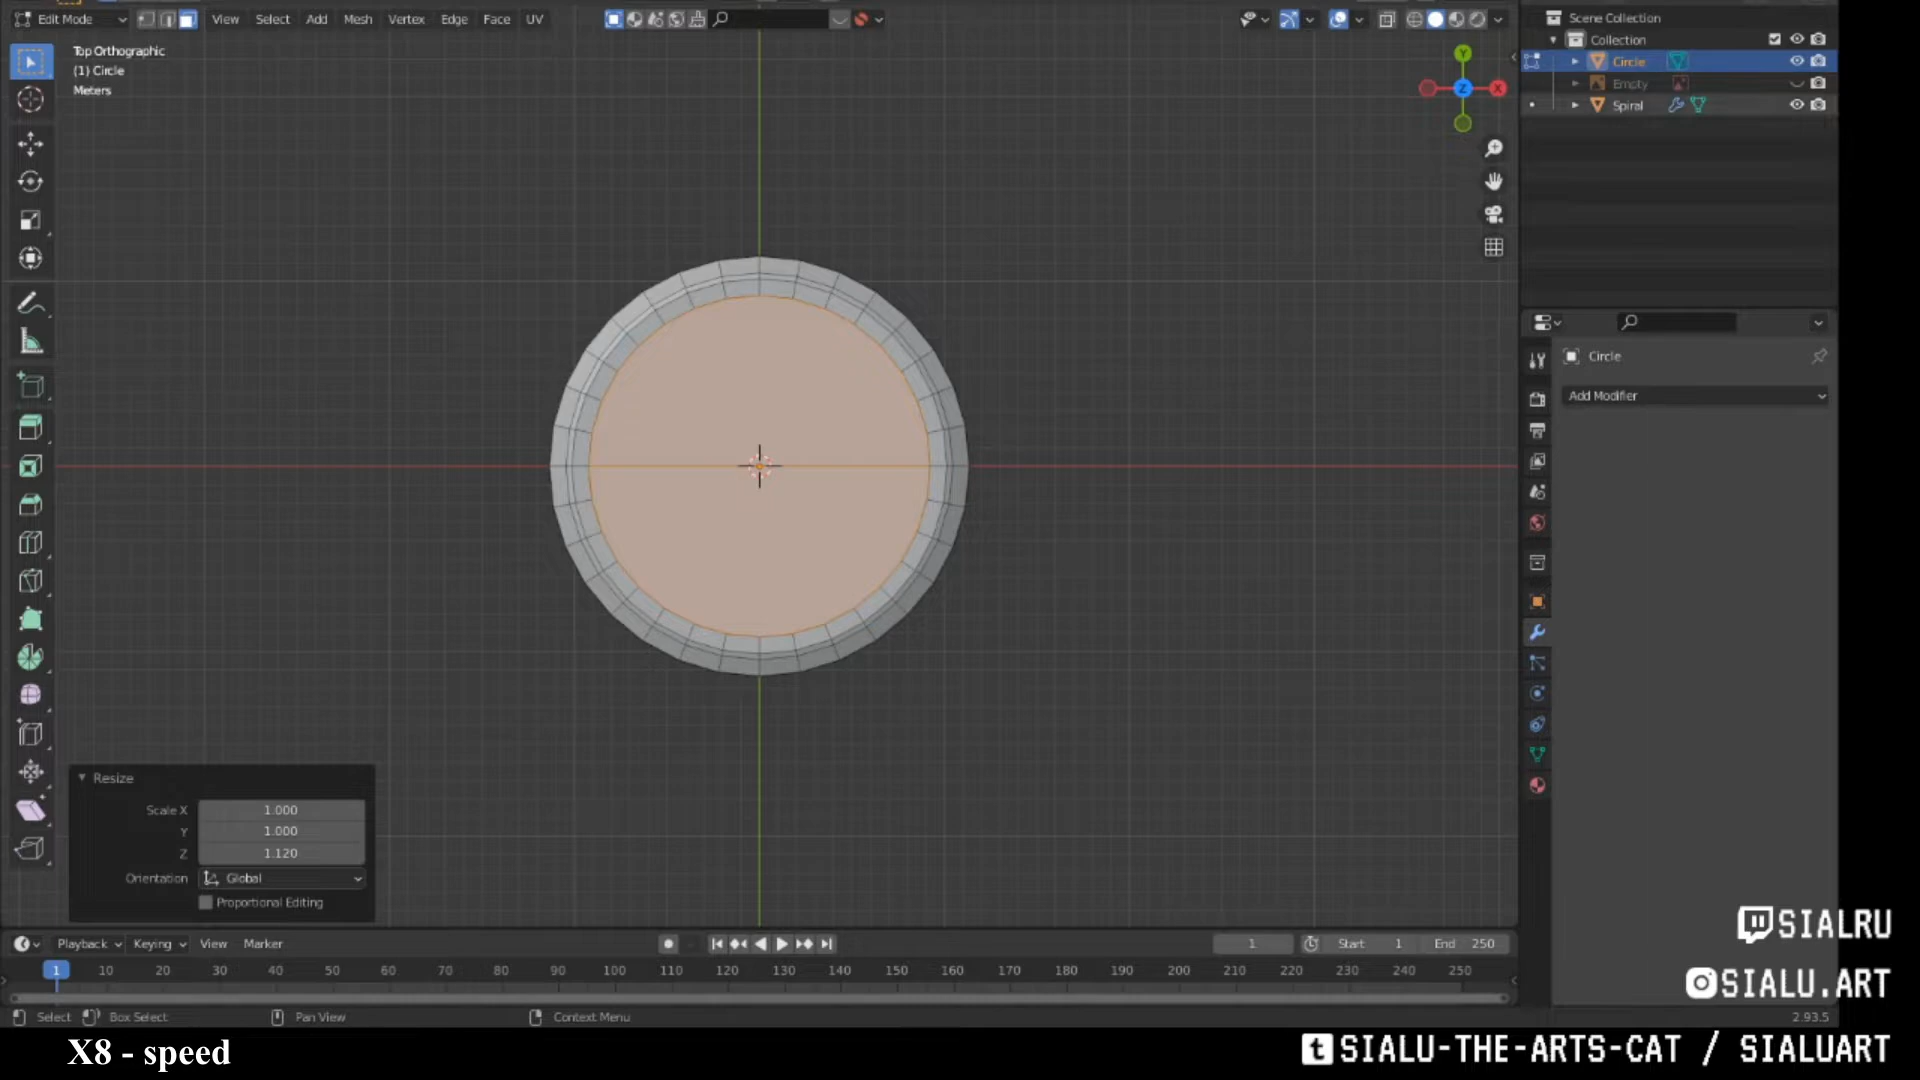 Edit Mode View Select Add Mesh Vertex Edge Face UV
Top Orthographic
(1) Circle
Meters
Y
Z X
Scene Collection
Collection
Circle
Empty
Spiral
Circle
Add Modifier
Resize
Scale X 1.000
Y 1.000
Z 1.120
Orientation Global
Proportional Editing
Playback Keying View Marker
1 Start 1 End 250
1 10 20 30 40 50 60 70 80 90 100 110 120 130 140 150 160 170 180 190 200 210 220 230 240 250
Select Box Select Pan View Context Menu 2.93.5
SIALRU
SIALU.ART
X8 - speed
t SIALU-THE-ARTS-CAT / SIALUART